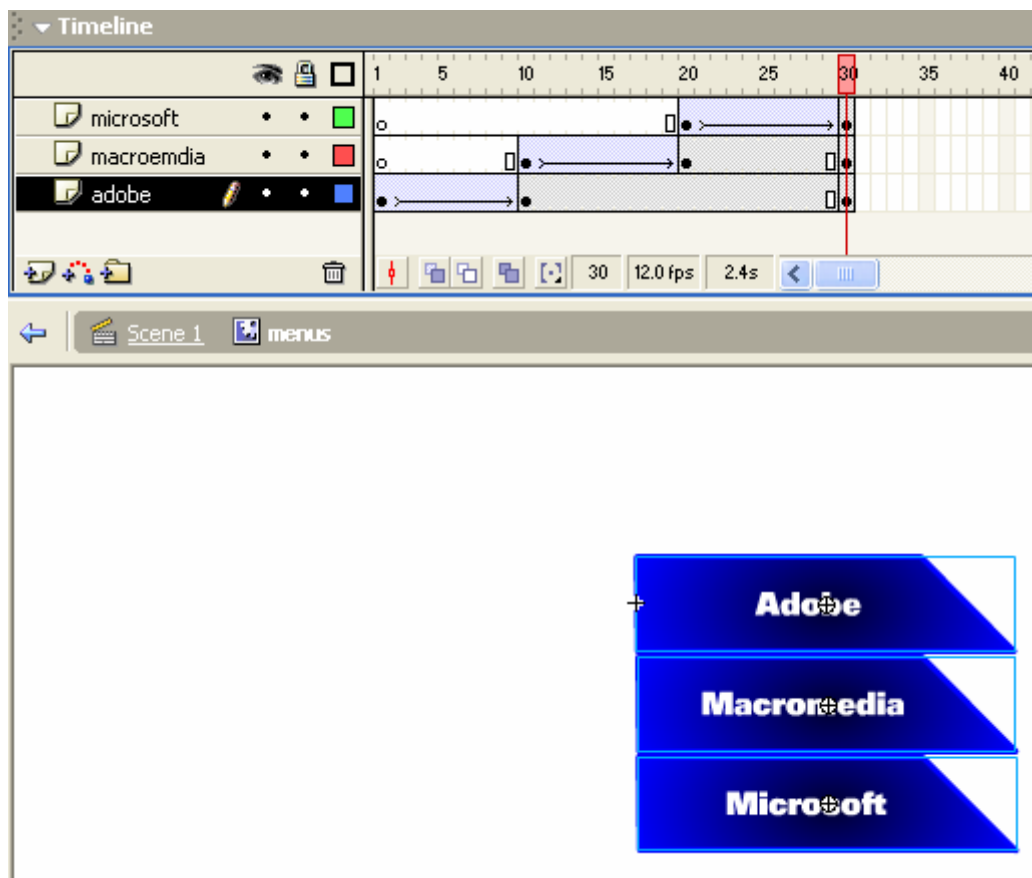 Timeline
1 5 10 15 20 25 30 35 40
microsoft
macroemdia
adobe
30 12.0 fps 2.4s
Scene 1 menus
Adobe
Macromedia
Microsoft